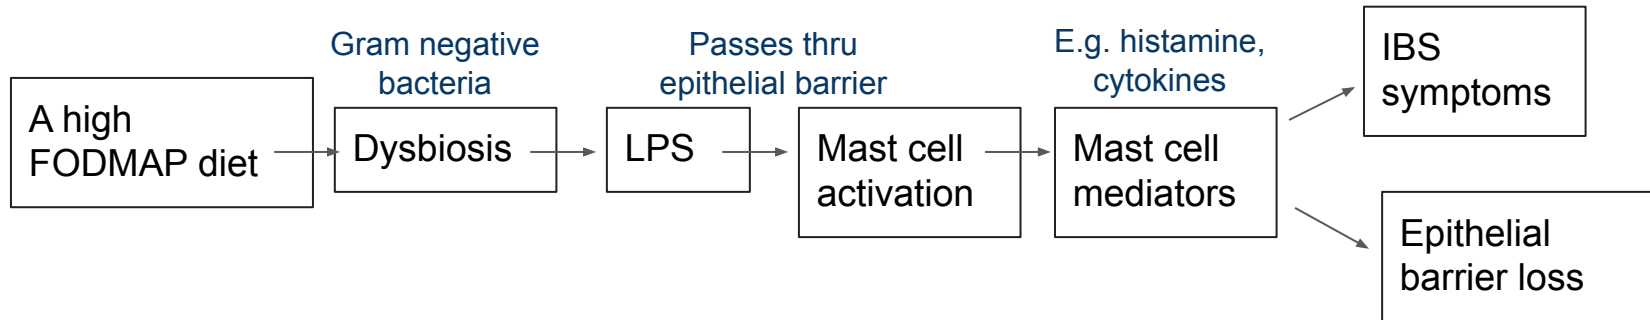 Gram negative
bacteria
Passes thru
epithelial barrier
E.g. histamine,
cytokines
A high
FODMAP diet
Dysbiosis
LPS
Mast cell
activation
Mast cell
mediators
IBS
symptoms
Epithelial
barrier loss